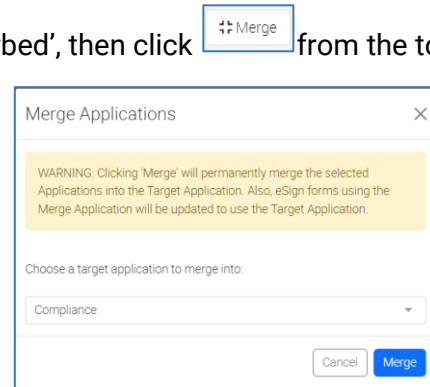 bed’, then click Merge from the to
Merge Applications
WARNING: Clicking 'Merge' will permanently merge the selected
Applications into the Target Application. Also, eSign forms using the
Merge Application will be updated to use the Target Application.
Choose a target application to merge into:
Compliance
Cancel Merge